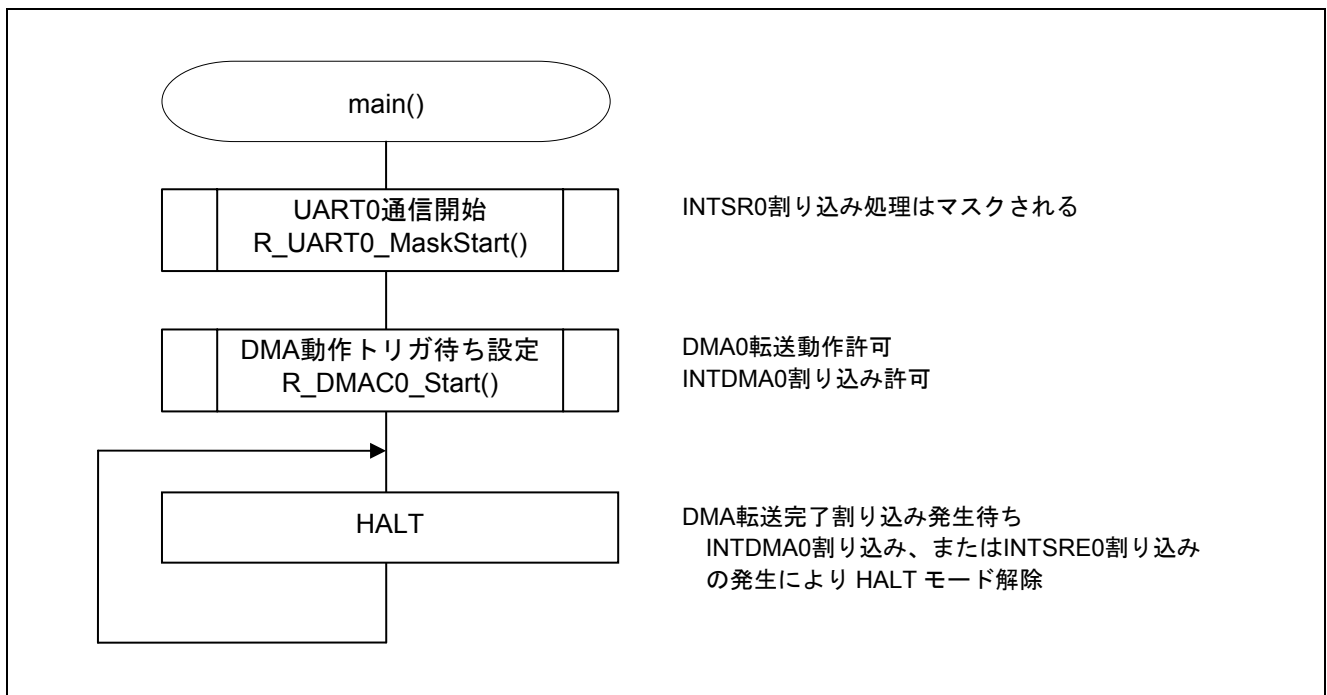 main()
UART0通信開始
R_UART0_MaskStart()
INTSR0割り込み処理はマスクされる
DMA動作トリガ待ち設定
R_DMAC0_Start()
DMA0転送動作許可
INTDMA0割り込み許可
HALT
DMA転送完了割り込み発生待ち
INTDMA0割り込み、またはINTSRE0割り込み
の発生により HALT モード解除